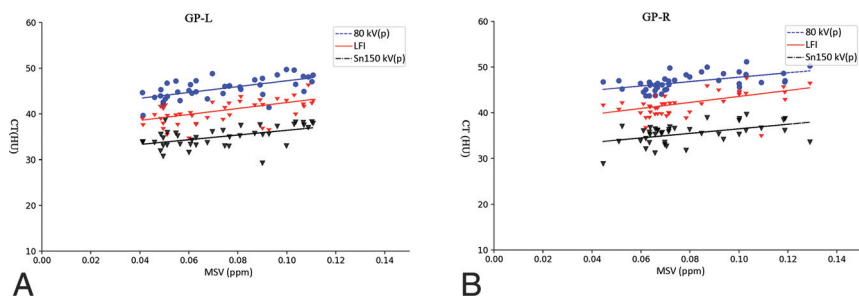 GP-L
60
80 kV(p)
LFI
Sn150 kV(p)
50
40
30
20
10
CT(HU)
0.00 0.02 0.04 0.06 0.08 0.10 0.12 0.14
MSV (ppm)
A
GP-R
60
80 kV(p)
LFI
Sn150 kV(p)
50
40
30
20
10
CT (HU)
0.00 0.02 0.04 0.06 0.08 0.10 0.12 0.14
MSV (ppm)
B